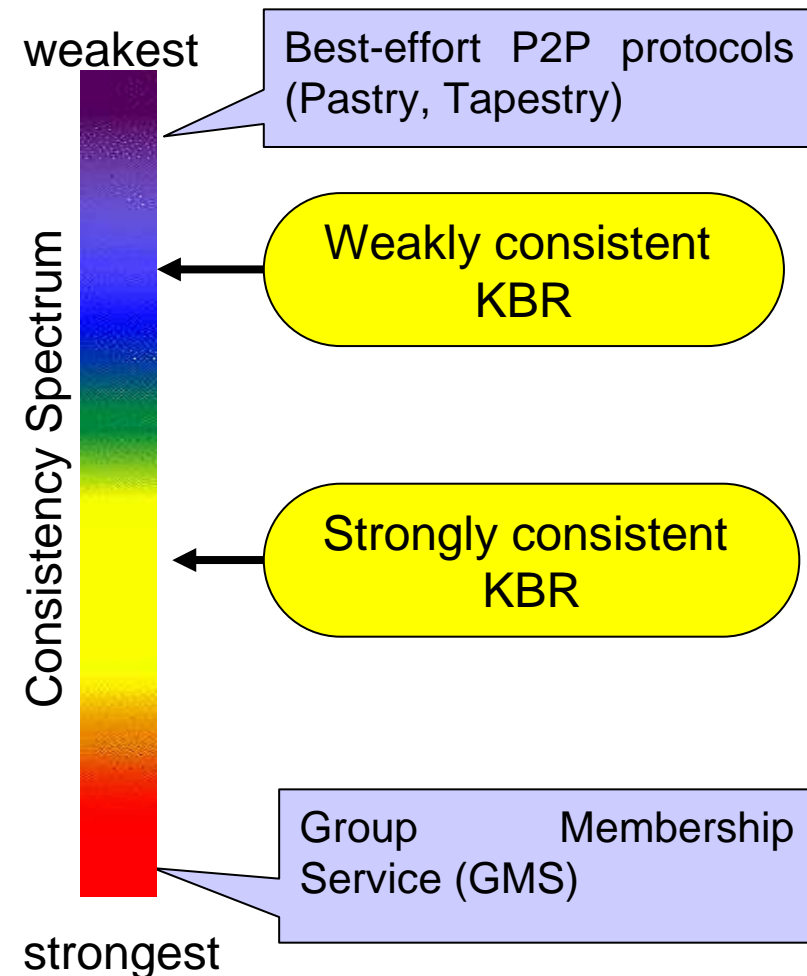 weakest
Best-effort P2P protocols
(Pastry, Tapestry)
Weakly consistent
KBR
Consistency Spectrum
Strongly consistent
KBR
Group Membership
Service (GMS)
strongest